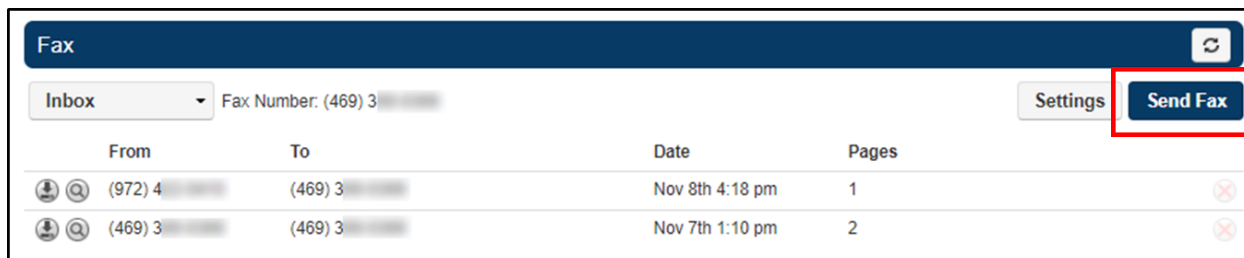 Fax
Inbox Fax Number: (469) 3 Settings Send Fax
From To Date Pages
(972) 4 (469) 3 Nov 8th 4:18 pm 1
(469) 3 (469) 3 Nov 7th 1:10 pm 2